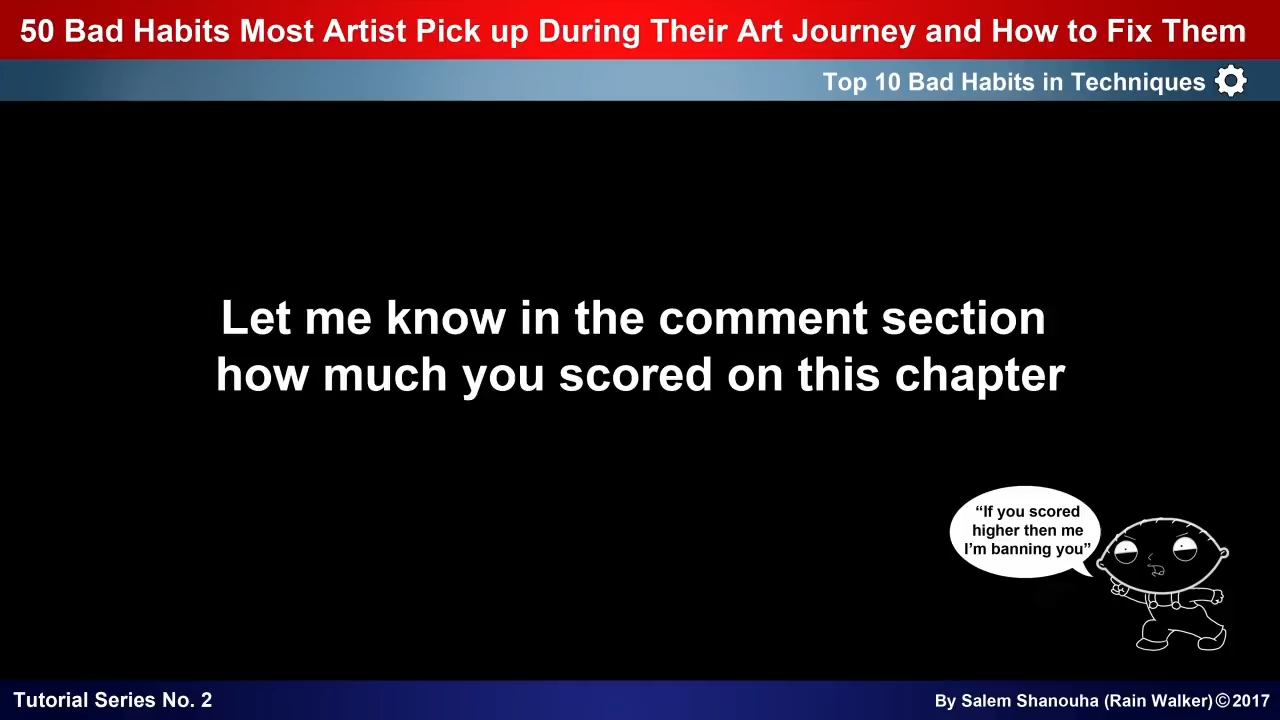 50 Bad Habits Most Artist Pick up During Their Art Journey and How to Fix Them
Top 10 Bad Habits in Techniques
Let me know in the comment section
how much you scored on this chapter
“If you scored
higher then me
I’m banning you”
Tutorial Series No. 2
By Salem Shanouha (Rain Walker)©2017